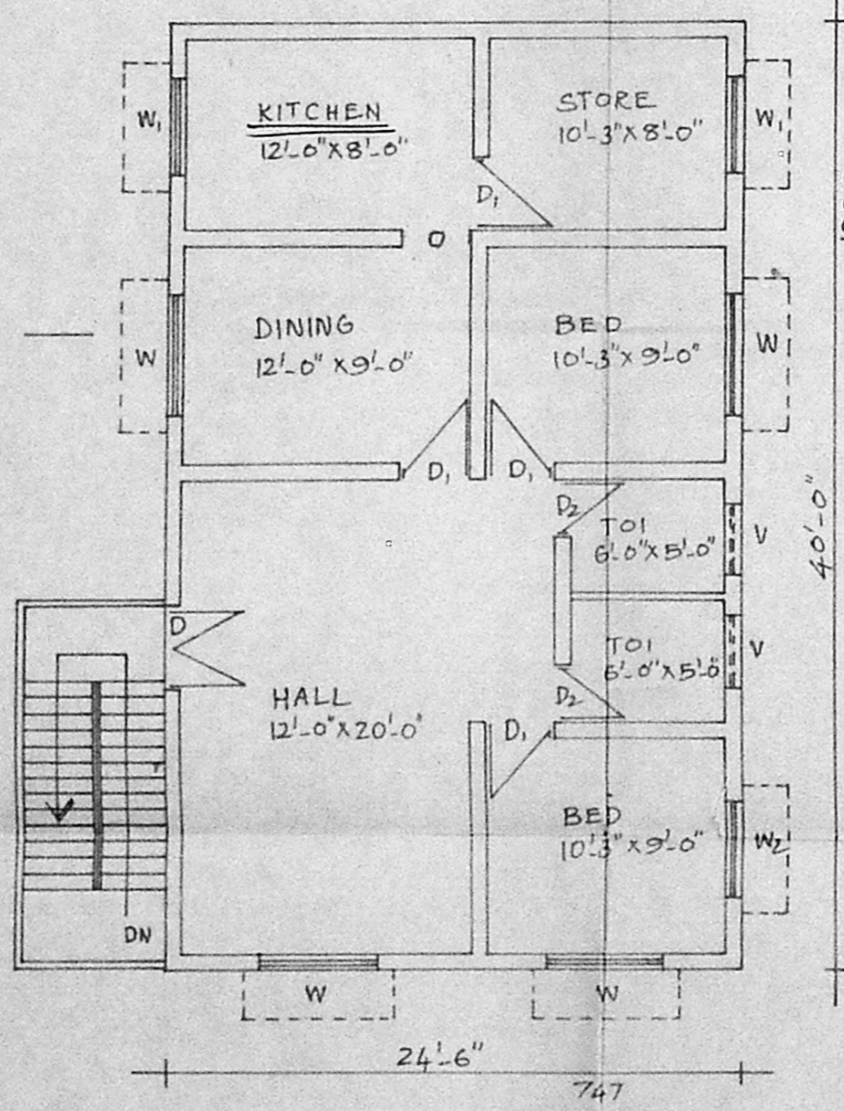 KITCHEN
12'-0"X8'-0"
STORE
10'-3"X8'-0"
W1
W1
D1
O
DINING
12'-0" X9'-0"
BED
10'-3"X9'-0"
W
W
D1
D1
D2
TOI
6'-0"X5'-0"
V
40'-0"
D
TOI
6'-0"X5'-0
V
D2
HALL
12'-0"X20'-0"
D1
BED
10'-3"X9'-0"
W2
DN
W
W
24'-6"
747